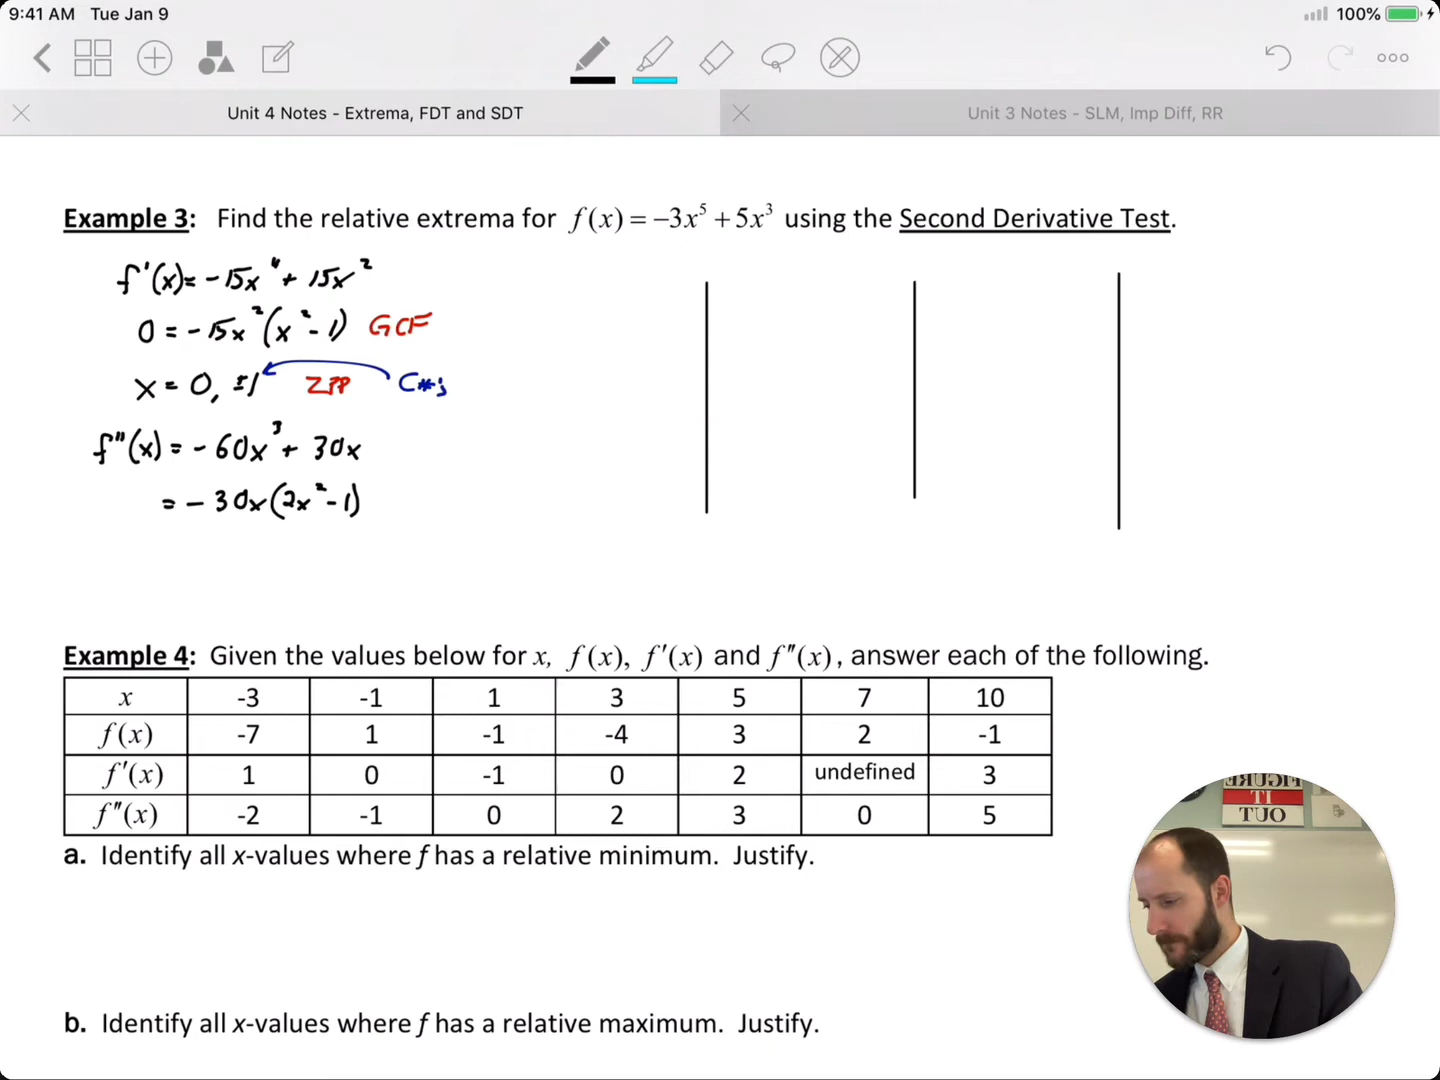 9:41 AM Tue Jan 9
100%
Unit 4 Notes - Extrema, FDT and SDT
Unit 3 Notes - SLM, Imp Diff, RR
Example 3: Find the relative extrema for f(x) = −3x⁵ + 5x³ using the Second Derivative Test.
f'(x) = -15x⁴ + 15x²
0 = -15x²(x² - 1) GCF
x = 0, ±1 ZPP C#'s
f"(x) = -60x³ + 30x
= -30x(2x² - 1)
Example 4: Given the values below for x, f(x), f′(x) and f″(x), answer each of the following.
x -3 -1 1 3 5 7 10
f(x) -7 1 -1 -4 3 2 -1
f′(x) 1 0 -1 0 2 undefined 3
f″(x) -2 -1 0 2 3 0 5
a. Identify all x-values where f has a relative minimum. Justify.
FIGURE
IT
OUT
b. Identify all x-values where f has a relative maximum. Justify.